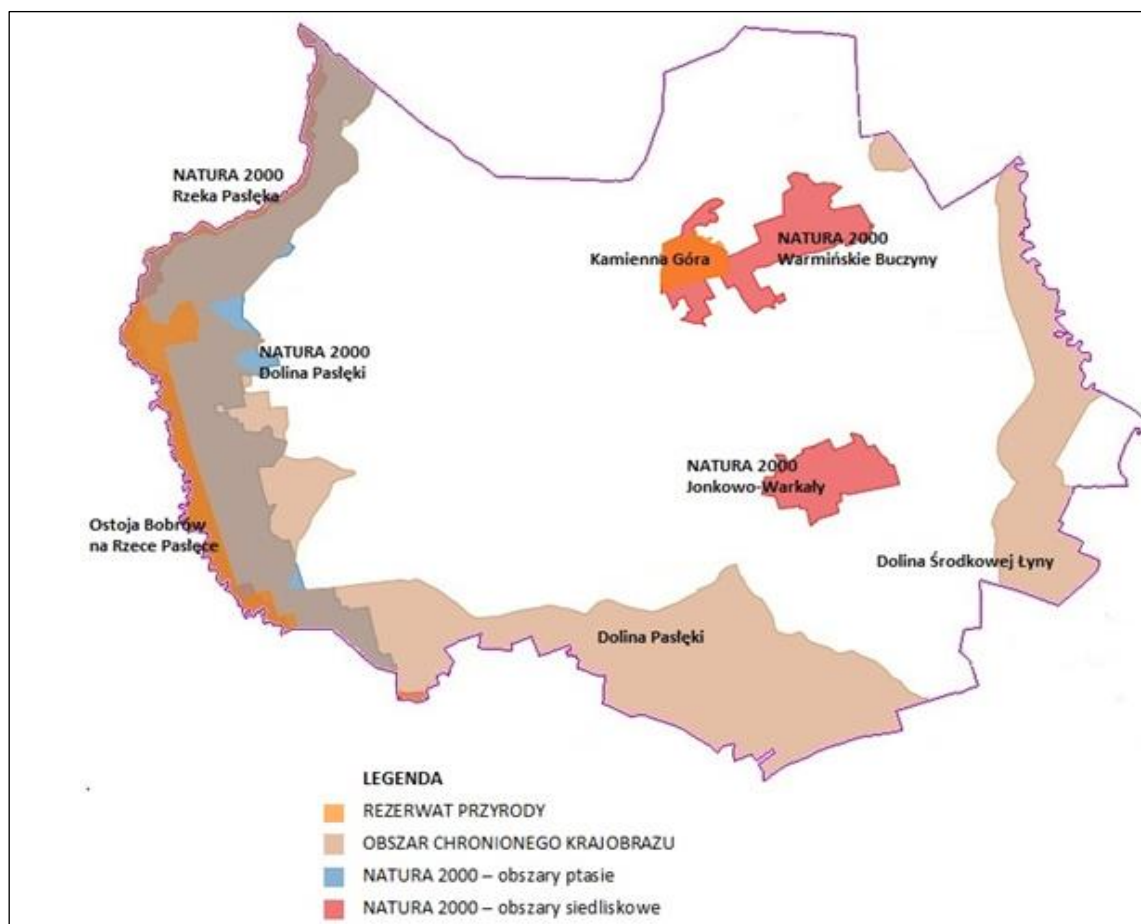 NATURA 2000
Rzeka Pasłęka
Kamienna Góra
NATURA 2000
Warmińskie Buczyny
NATURA 2000
Dolina Pasłęki
NATURA 2000
Jonkowo-Warkały
Ostoja Bobrów
na Rzece Pasłęce
Dolina Środkowej Łyny
Dolina Pasłęki
LEGENDA
REZERWAT PRZYRODY
OBSZAR CHRONIONEGO KRAJOBRAZU
NATURA 2000 – obszary ptasie
NATURA 2000 – obszary siedliskowe